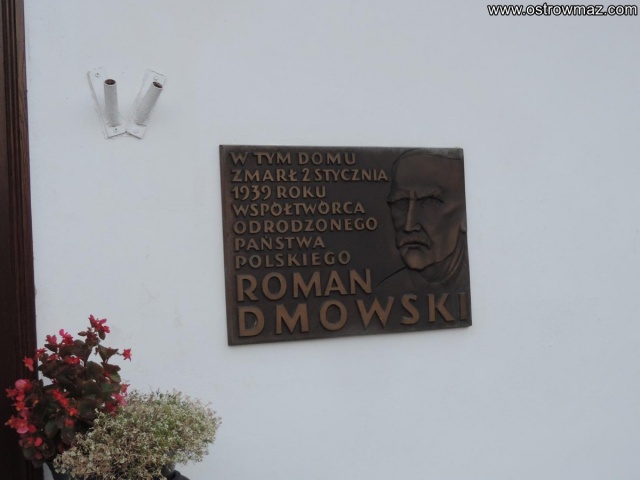 www.ostrowmaz.com
W TYM DOMU
ZMARŁ 2 STYCZNIA
1939 ROKU
WSPÓŁTWÓRCA
ODRODZONEGO
PAŃSTWA
POLSKIEGO
ROMAN
DMOWSKI